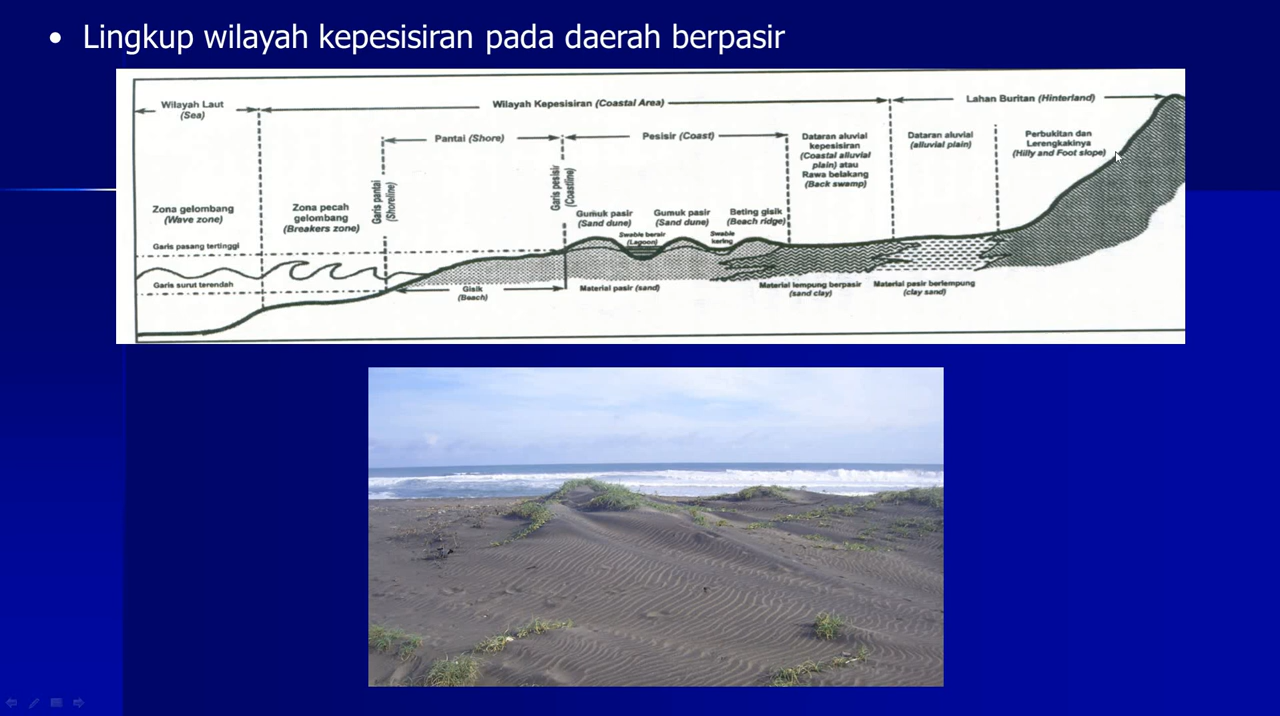 • Lingkup wilayah kepesisiran pada daerah berpasir
Wilayah Laut
(Sea)
Wilayah Kepesisiran (Coastal Area)
Lahan Buritan (Hinterland)
Pantai (Shore)
Pesisir (Coast)
Dataran aluvial
kepesisiran
(Coastal alluvial
plain) atau
Rawa belakang
(Back swamp)
Dataran aluvial
(alluvial plain)
Perbukitan dan
Lerengkakinya
(Hilly and Foot slope)
Garis pantai
(Shoreline)
Garis pesisir
(Coastline)
Zona gelombang
(Wave zone)
Zona pecah
gelombang
(Breakers zone)
Gumuk pasir
(Sand dune)
Gumuk pasir
(Sand dune)
Beting gisik
(Beach ridge)
Swable berair
(Lagoon)
Swable
kering
Garis pasang tertinggi
Garis surut terendah
Gisik
(Beach)
Material pasir (sand)
Material lempung berpasir
(sand clay)
Material pasir berlempung
(clay sand)